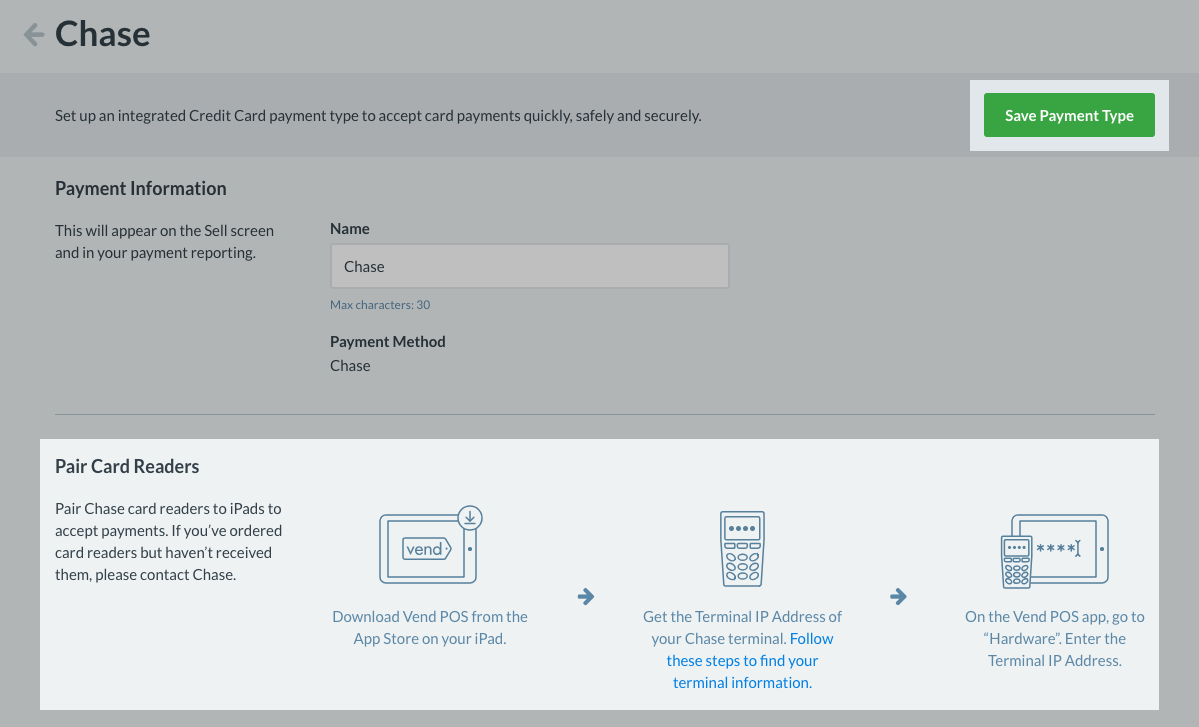 Chase
Set up an integrated Credit Card payment type to accept card payments quickly, safely and securely.
Save Payment Type
Payment Information
This will appear on the Sell screen
and in your payment reporting.
Name
Chase
Max characters: 30
Payment Method
Chase
Pair Card Readers
Pair Chase card readers to iPads to
accept payments. If you’ve ordered
card readers but haven’t received
them, please contact Chase.
vend
Download Vend POS from the
App Store on your iPad.
Get the Terminal IP Address of
your Chase terminal. Follow
these steps to find your
terminal information.
****
On the Vend POS app, go to
“Hardware”. Enter the
Terminal IP Address.